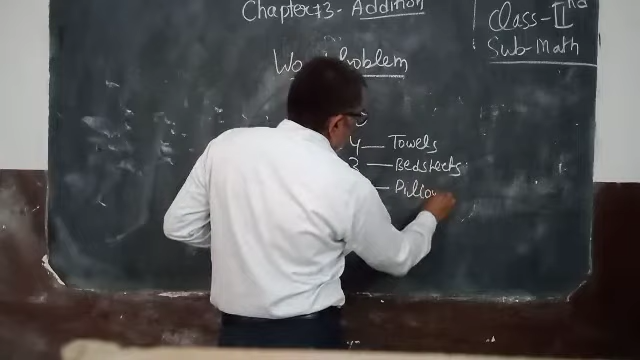 Chapter 3 - Addition
Class - IInd
Sub- Math
Word Problem
4 — Towels
3 — Bedsheets
— Pillow